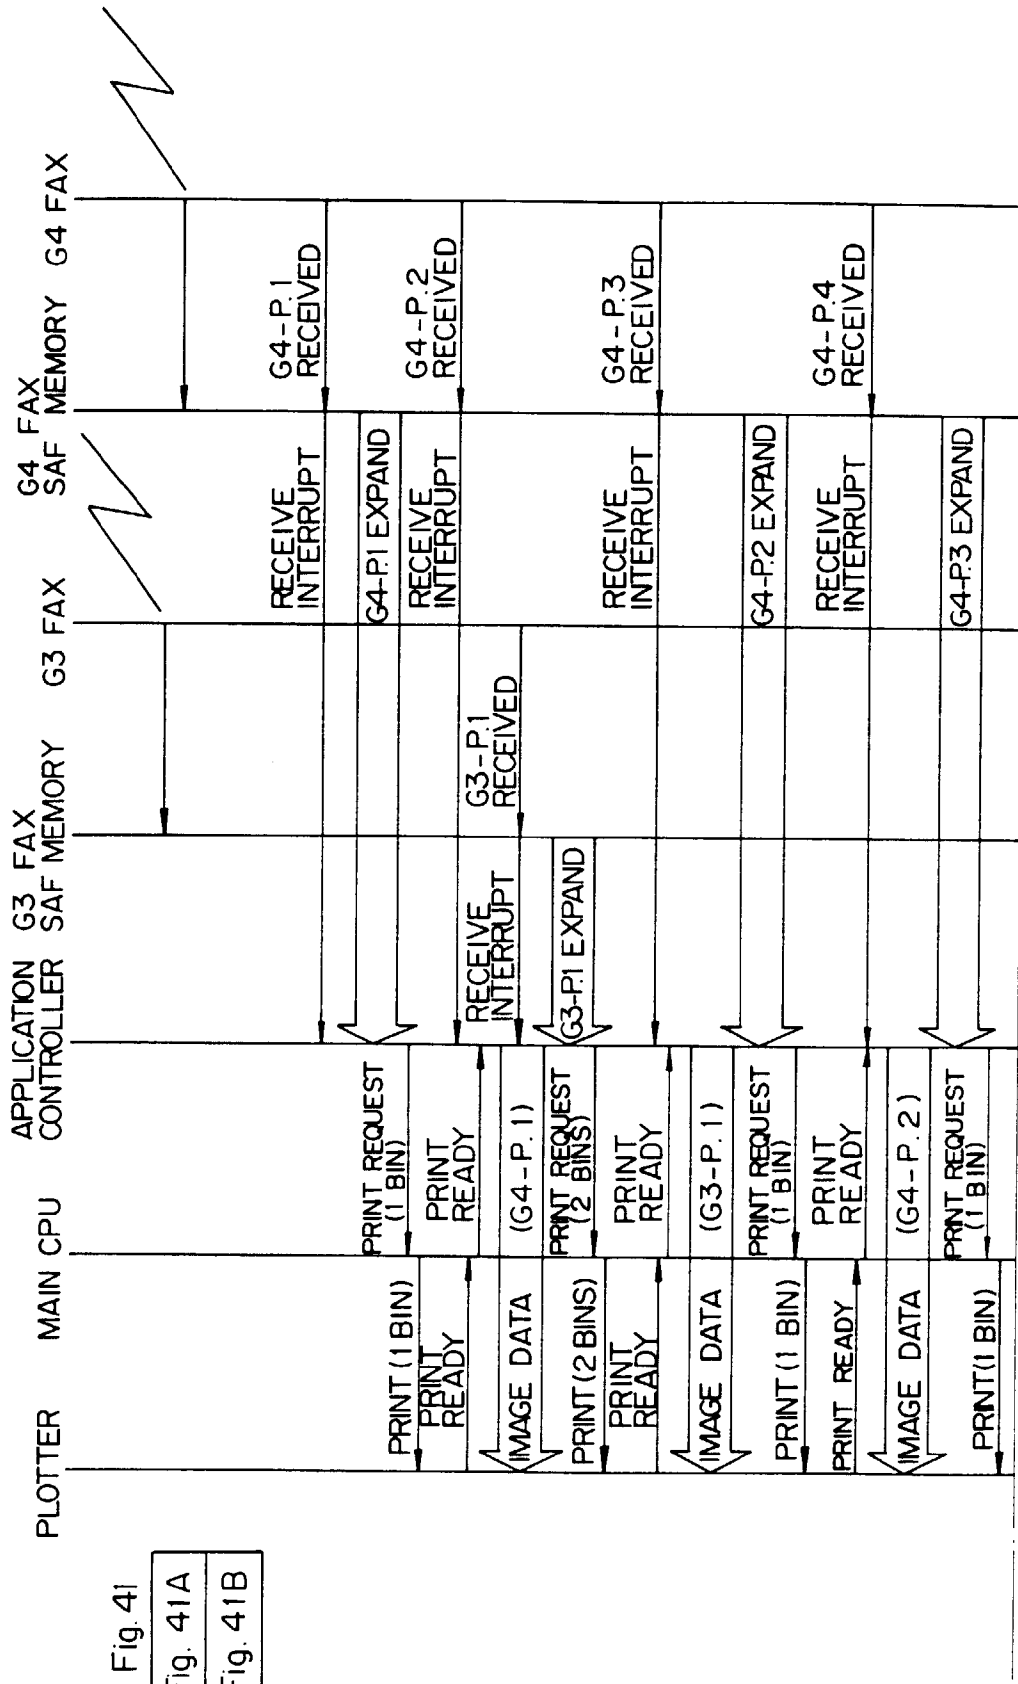 Fig. 41
Fig. 41A
Fig. 41B
PLOTTER
MAIN CPU
APPLICATION
CONTROLLER
G3 FAX
SAF MEMORY
G3 FAX
G4 FAX
SAF MEMORY
G4 FAX
G4-P.1
RECEIVED
RECEIVE
INTERRUPT
G4-P.1 EXPAND
PRINT REQUEST
(1 BIN)
PRINT (1 BIN)
G4-P.2
RECEIVED
RECEIVE
INTERRUPT
PRINT
READY
PRINT
READY
G3-P.1
RECEIVED
RECEIVE
INTERRUPT
IMAGE DATA
(G4-P.1)
G3-P.1 EXPAND
PRINT REQUEST
(2 BINS)
PRINT (2 BINS)
G4-P.3
RECEIVED
RECEIVE
INTERRUPT
PRINT
READY
PRINT
READY
IMAGE DATA
(G3-P.1)
G4-P.2 EXPAND
PRINT REQUEST
(1 BIN)
PRINT (1 BIN)
G4-P.4
RECEIVED
RECEIVE
INTERRUPT
PRINT
READY
PRINT READY
IMAGE DATA
(G4-P.2)
G4-P.3 EXPAND
PRINT REQUEST
(1 BIN)
PRINT (1 BIN)